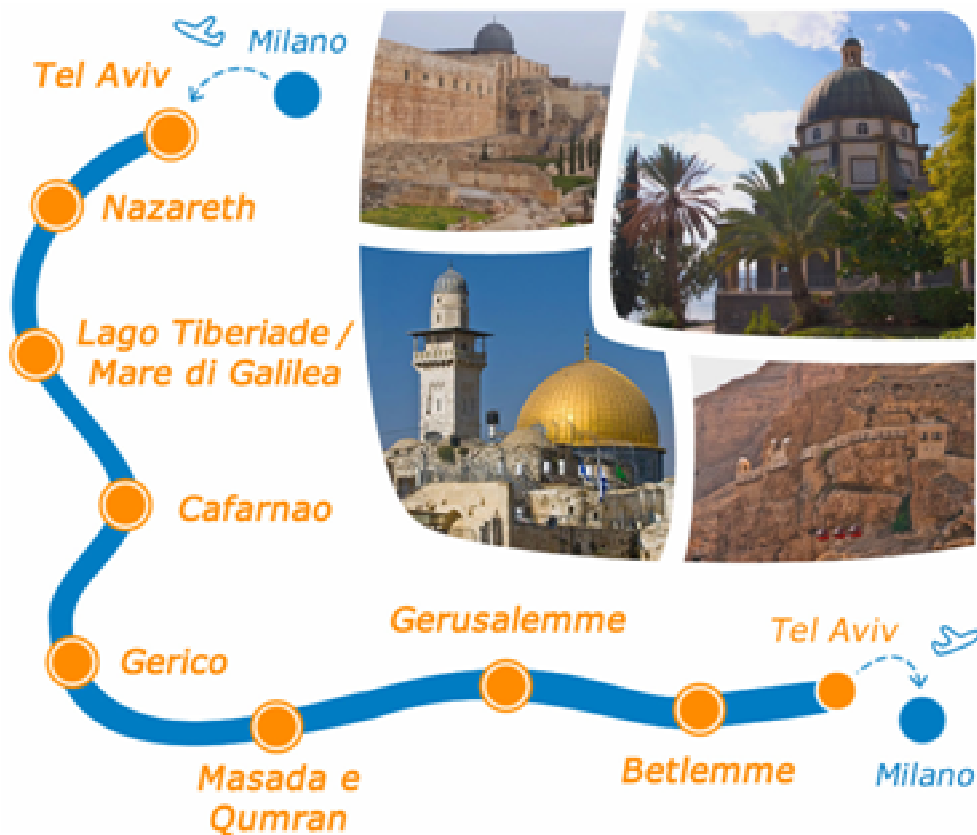 Milano
Tel Aviv
Nazareth
Lago Tiberiade /
Mare di Galilea
Cafarnao
Gerico
Masada e
Qumran
Gerusalemme
Betlemme
Tel Aviv
Milano